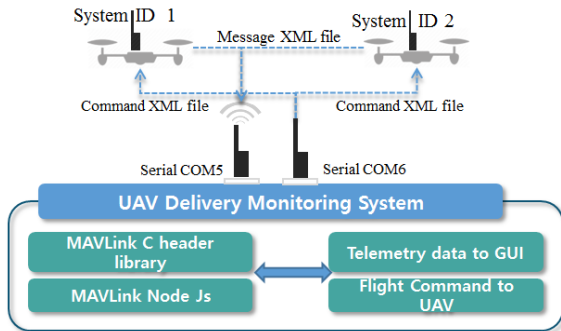 System ID 1
System ID 2
Message XML file
Command XML file
Command XML file
Serial COM5
Serial COM6
UAV Delivery Monitoring System
MAVLink C header
library
Telemetry data to GUI
MAVLink Node Js
Flight Command to
UAV